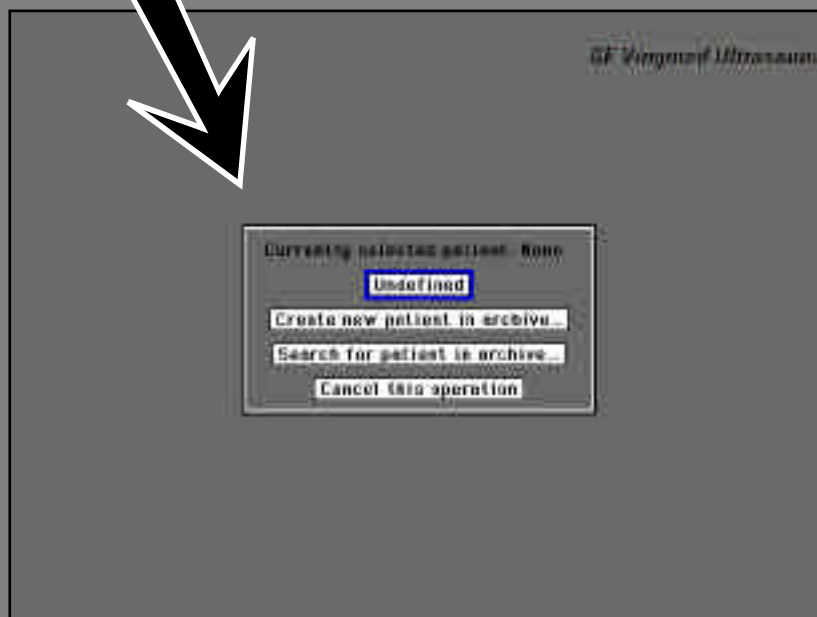 GE Vingmed Ultrasound
Currently selected patient: None
Undefined
Create new patient in archive...
Search for patient in archive...
Cancel this operation